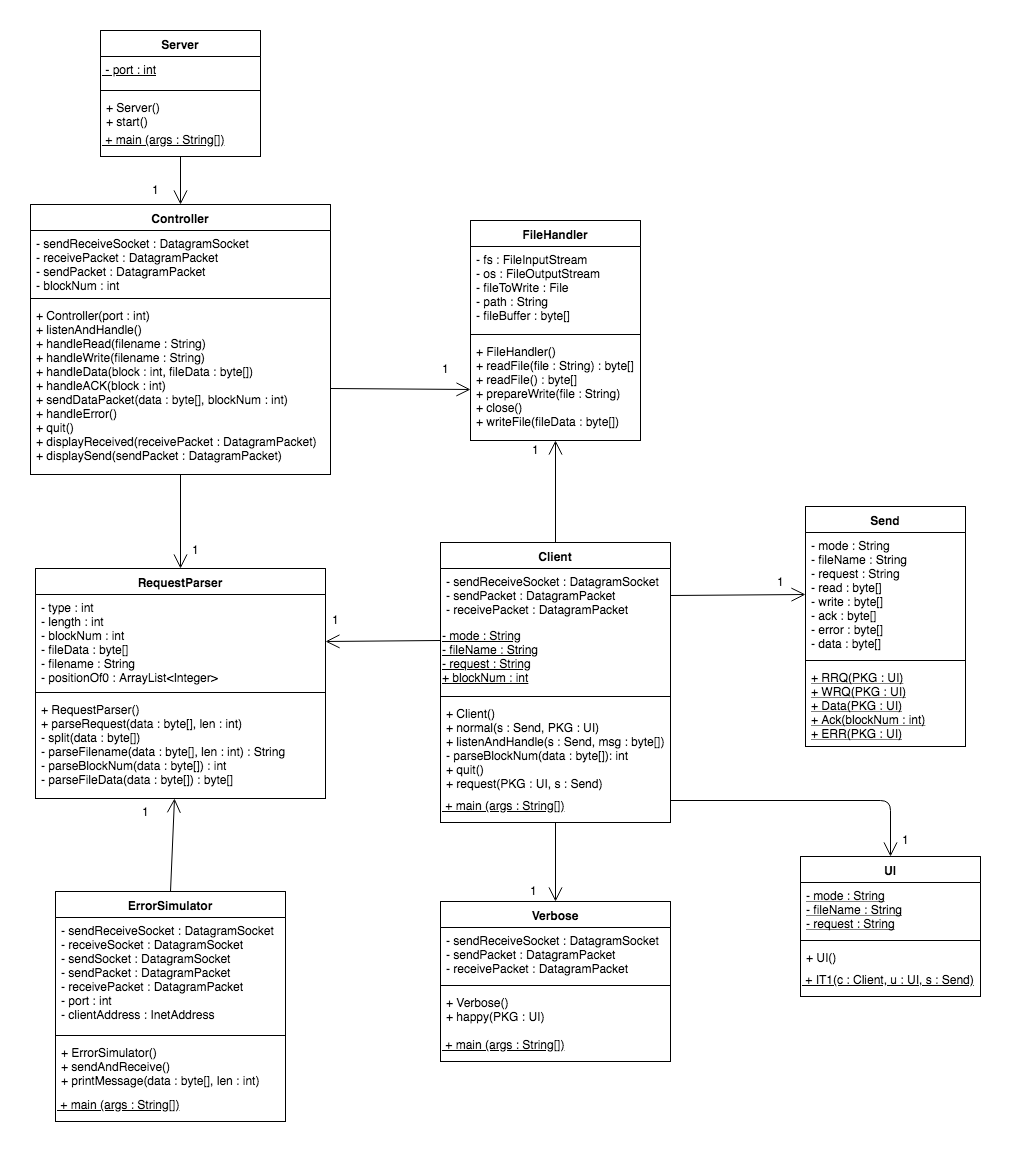 Server
- port : int
+ Server()
+ start()
+ main (args : String[])
1
Controller
- sendReceiveSocket : DatagramSocket
- receivePacket : DatagramPacket
- sendPacket : DatagramPacket
- blockNum : int
+ Controller(port : int)
+ listenAndHandle()
+ handleRead(filename : String)
+ handleWrite(filename : String)
+ handleData(block : int, fileData : byte[])
+ handleACK(block : int)
+ sendDataPacket(data : byte[], blockNum : int)
+ handleError()
+ quit()
+ displayReceived(receivePacket : DatagramPacket)
+ displaySend(sendPacket : DatagramPacket)
1
FileHandler
- fs : FileInputStream
- os : FileOutputStream
- fileToWrite : File
- path : String
- fileBuffer : byte[]
+ FileHandler()
+ readFile(file : String) : byte[]
+ readFile() : byte[]
+ prepareWrite(file : String)
+ close()
+ writeFile(fileData : byte[])
1
1
RequestParser
- type : int
- length : int
- blockNum : int
- fileData : byte[]
- filename : String
- positionOf0 : ArrayList<Integer>
+ RequestParser()
+ parseRequest(data : byte[], len : int)
- split(data : byte[])
- parseFilename(data : byte[], len : int) : String
- parseBlockNum(data : byte[]) : int
- parseFileData(data : byte[]) : byte[]
1
Client
- sendReceiveSocket : DatagramSocket
- sendPacket : DatagramPacket
- receivePacket : DatagramPacket
- mode : String
- fileName : String
- request : String
+ blockNum : int
+ Client()
+ normal(s : Send, PKG : UI)
+ listenAndHandle(s : Send, msg : byte[])
- parseBlockNum(data : byte[]): int
+ quit()
+ request(PKG : UI, s : Send)
+ main (args : String[])
1
Send
- mode : String
- fileName : String
- request : String
- read : byte[]
- write : byte[]
- ack : byte[]
- error : byte[]
- data : byte[]
+ RRQ(PKG : UI)
+ WRQ(PKG : UI)
+ Data(PKG : UI)
+ Ack(blockNum : int)
+ ERR(PKG : UI)
1
ErrorSimulator
- sendReceiveSocket : DatagramSocket
- receiveSocket : DatagramSocket
- sendSocket : DatagramSocket
- sendPacket : DatagramPacket
- receivePacket : DatagramPacket
- port : int
- clientAddress : InetAddress
+ ErrorSimulator()
+ sendAndReceive()
+ printMessage(data : byte[], len : int)
+ main (args : String[])
1
Verbose
- sendReceiveSocket : DatagramSocket
- sendPacket : DatagramPacket
- receivePacket : DatagramPacket
+ Verbose()
+ happy(PKG : UI)
+ main (args : String[])
1
UI
- mode : String
- fileName : String
- request : String
+ UI()
+ IT1(c : Client, u : UI, s : Send)